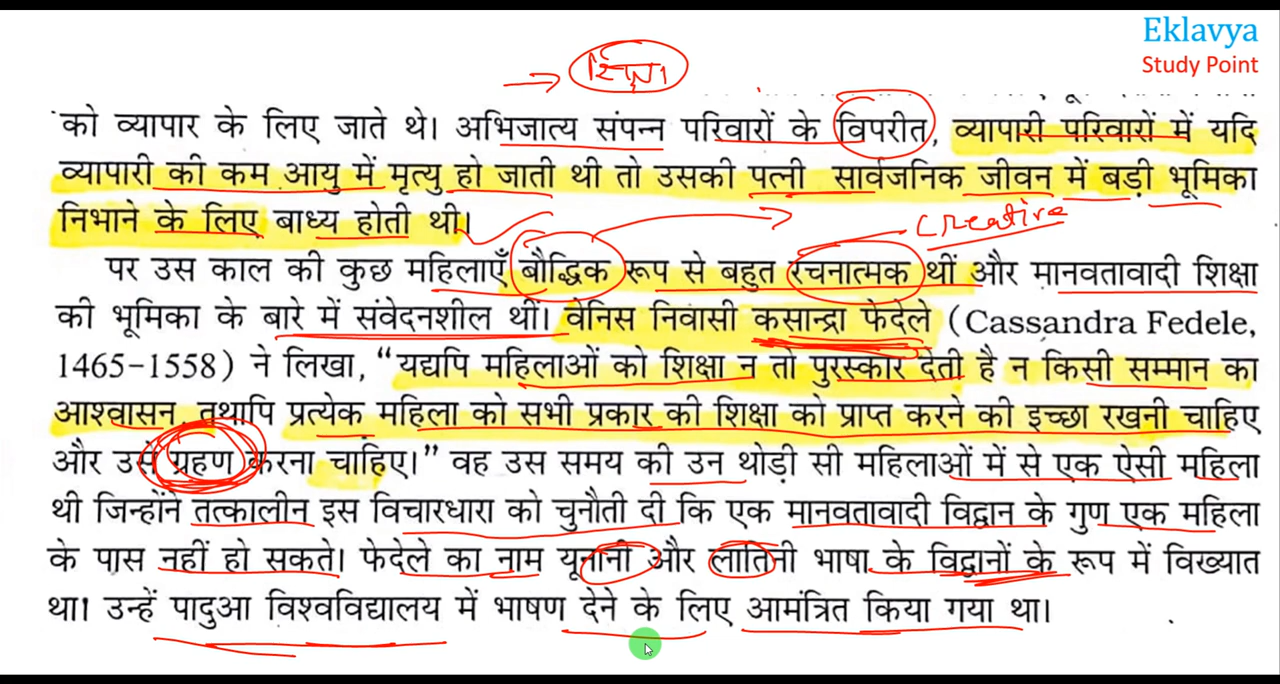 Eklavya
Study Point
को व्यापार के लिए जाते थे। अभिजात्य संपन्न परिवारों के विपरीत, व्यापारी परिवारों में यदि
व्यापारी की कम आयु में मृत्यु हो जाती थी तो उसकी पत्नी सार्वजनिक जीवन में बड़ी भूमिका
निभाने के लिए बाध्य होती थी।
creative
पर उस काल की कुछ महिलाएँ बौद्धिक रूप से बहुत रचनात्मक थीं और मानवतावादी शिक्षा
की भूमिका के बारे में संवेदनशील थीं। वेनिस निवासी कसान्द्रा फेदेले (Cassandra Fedele,
1465-1558) ने लिखा, “यद्यपि महिलाओं को शिक्षा न तो पुरस्कार देती है न किसी सम्मान का
आश्वासन, तथापि प्रत्येक महिला को सभी प्रकार की शिक्षा को प्राप्त करने की इच्छा रखनी चाहिए
और उसे ग्रहण करना चाहिए।” वह उस समय की उन थोड़ी सी महिलाओं में से एक ऐसी महिला
थी जिन्होंने तत्कालीन इस विचारधारा को चुनौती दी कि एक मानवतावादी विद्वान के गुण एक महिला
के पास नहीं हो सकते। फेदेले का नाम यूनानी और लातिनी भाषा के विद्वानों के रूप में विख्यात
था। उन्हें पादुआ विश्वविद्यालय में भाषण देने के लिए आमंत्रित किया गया था।